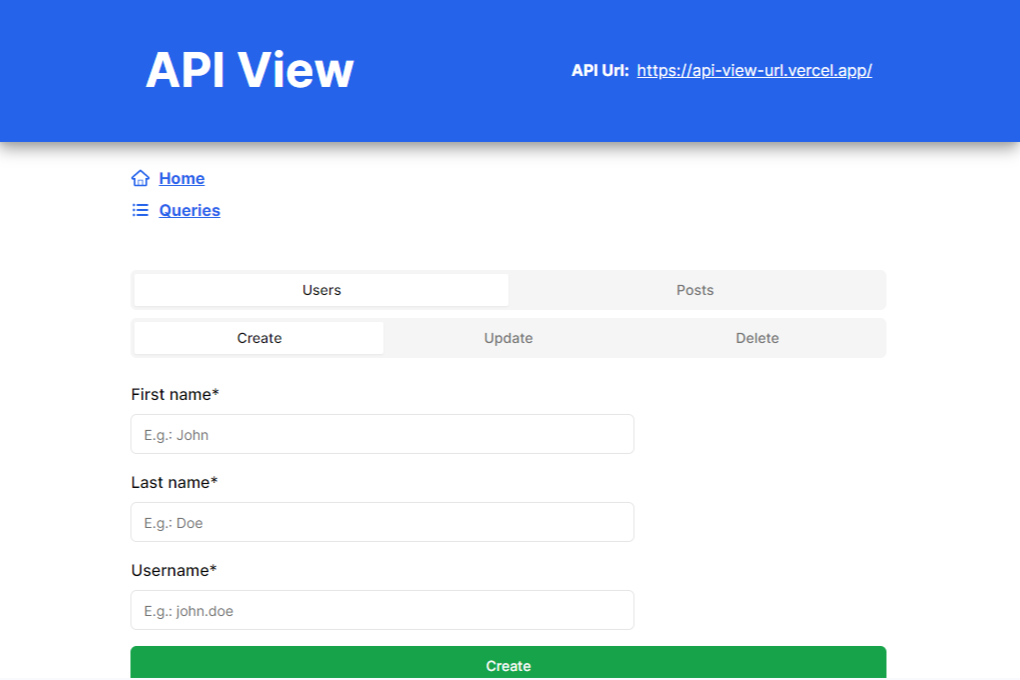 API View
API Url: https://api-view-url.vercel.app/
Home
Queries
Users Posts
Create Update Delete
First name*
E.g.: John
Last name*
E.g.: Doe
Username*
E.g.: john.doe
Create